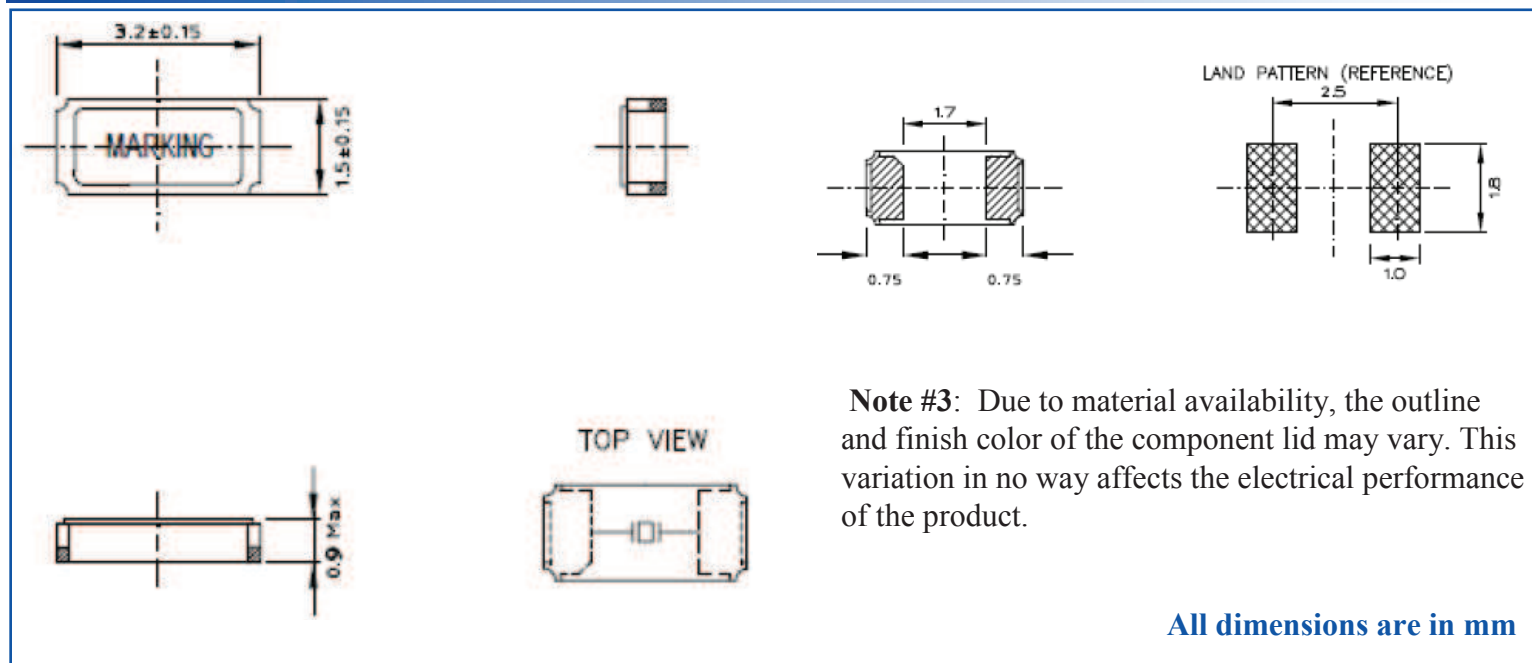 3.2±0.15
MARKING
1.5±0.15
1.7
0.75
0.75
LAND PATTERN (REFERENCE)
2.5
1.8
1.0
0.9 Max
TOP VIEW
Note #3: Due to material availability, the outline
and finish color of the component lid may vary. This
variation in no way affects the electrical performance
of the product.
All dimensions are in mm